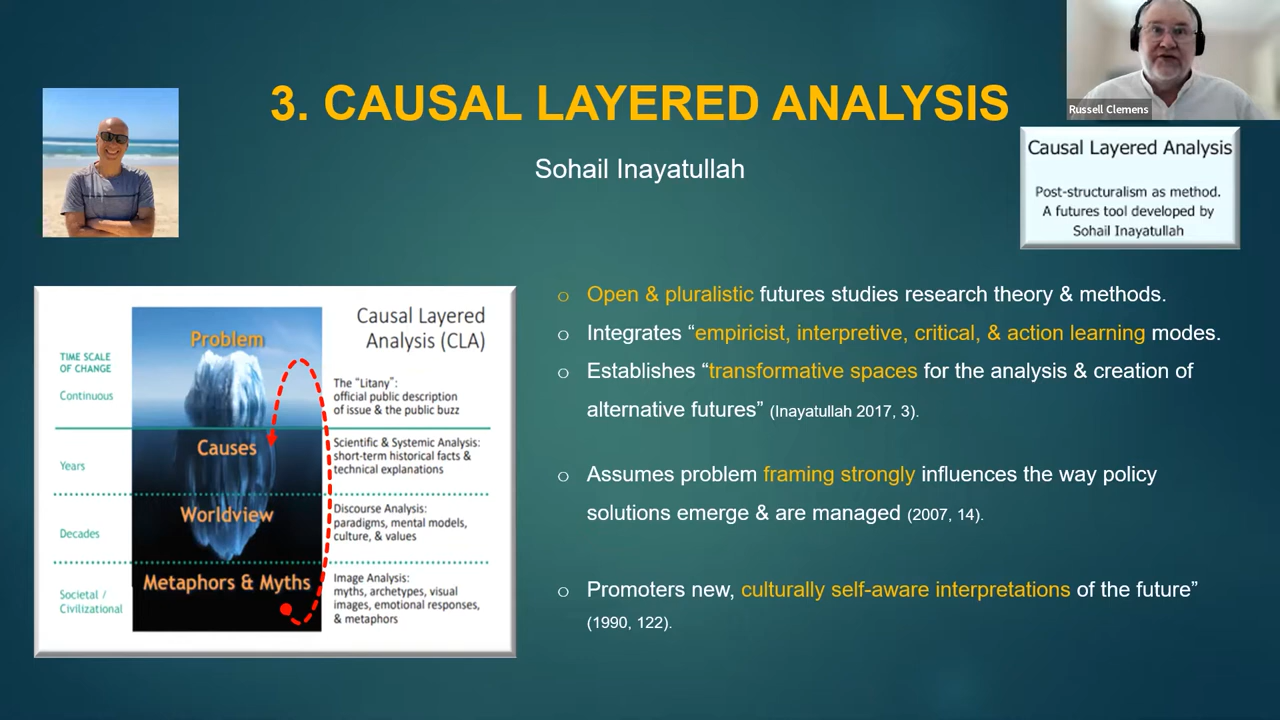 3. CAUSAL LAYERED ANALYSIS
Sohail Inayatullah
Russell Clemens
Causal Layered Analysis
Post-structuralism as method.
A futures tool developed by
Sohail Inayatullah
Causal Layered
Analysis (CLA)
TIME SCALE
OF CHANGE
Continuous
Problem
The "Litany":
official public description
of issue & the public buzz
Years
Causes
Scientific & Systemic Analysis:
short-term historical facts &
technical explanations
Decades
Worldview
Discourse Analysis:
paradigms, mental models,
culture, & values
Societal /
Civilizational
Metaphors & Myths
Image Analysis:
myths, archetypes, visual
images, emotional responses,
& metaphors
○ Open & pluralistic futures studies research theory & methods.
○ Integrates “empiricist, interpretive, critical, & action learning modes.
○ Establishes “transformative spaces for the analysis & creation of
alternative futures” (Inayatullah 2017, 3).
○ Assumes problem framing strongly influences the way policy
solutions emerge & are managed (2007, 14).
○ Promoters new, culturally self-aware interpretations of the future”
(1990, 122).